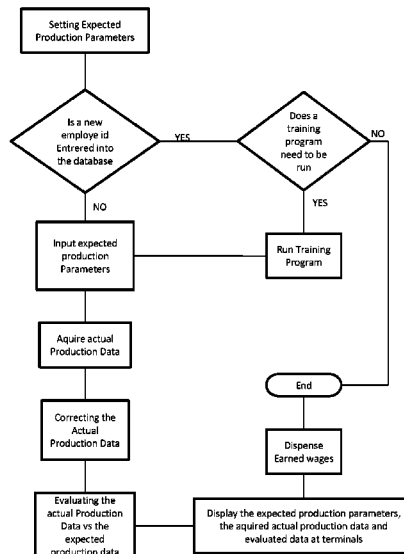 Setting Expected
Production Parameters
Is a new
employe id
Entrered into
the database
YES
Does a
training
program
need to be
run
NO
NO
YES
Input expected
production
Parameters
Run Training
Program
Aquire actual
Production Data
End
Correcting the
Actual
Production Data
Dispense
Earned wages
Evaluating the
actual Production
Data vs the
expected
production data
Display the expected production parameters,
the aquired actual production data and
evaluated data at terminals